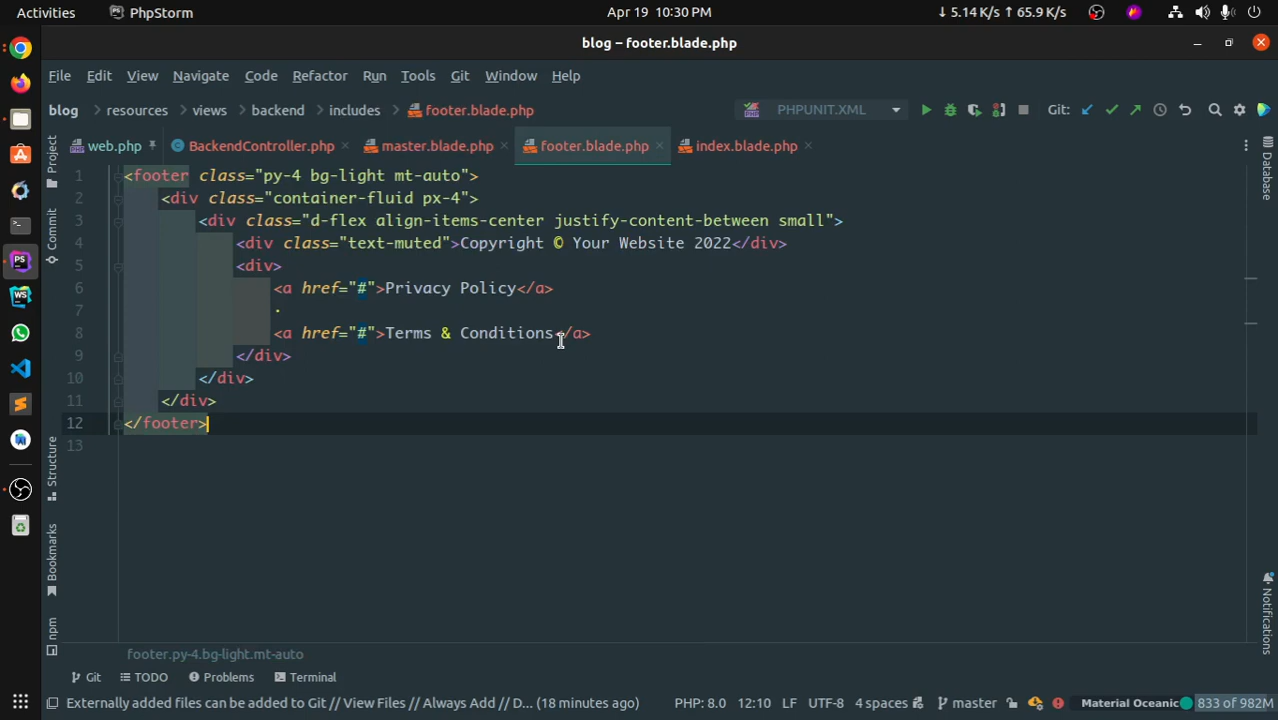 Activities PhpStorm Apr 19 10:30 PM ↓ 5.14 K/s ↑ 65.9 K/s
blog – footer.blade.php
File Edit View Navigate Code Refactor Run Tools Git Window Help
blog resources views backend includes footer.blade.php PHPUNIT.XML Git:
web.php BackendController.php master.blade.php footer.blade.php index.blade.php
1 <footer class="py-4 bg-light mt-auto">
2 <div class="container-fluid px-4">
3 <div class="d-flex align-items-center justify-content-between small">
4 <div class="text-muted">Copyright © Your Website 2022</div>
5 <div>
6 <a href="#">Privacy Policy</a>
7 ·
8 <a href="#">Terms & Conditions</a>
9 </div>
10 </div>
11 </div>
12 </footer>
13
Project
Commit
Structure
Bookmarks
npm
Database
Notifications
footer.py-4.bg-light.mt-auto
Git TODO Problems Terminal
Externally added files can be added to Git // View Files // Always Add // D... (18 minutes ago) PHP: 8.0 12:10 LF UTF-8 4 spaces master Material Oceanic 833 of 982M